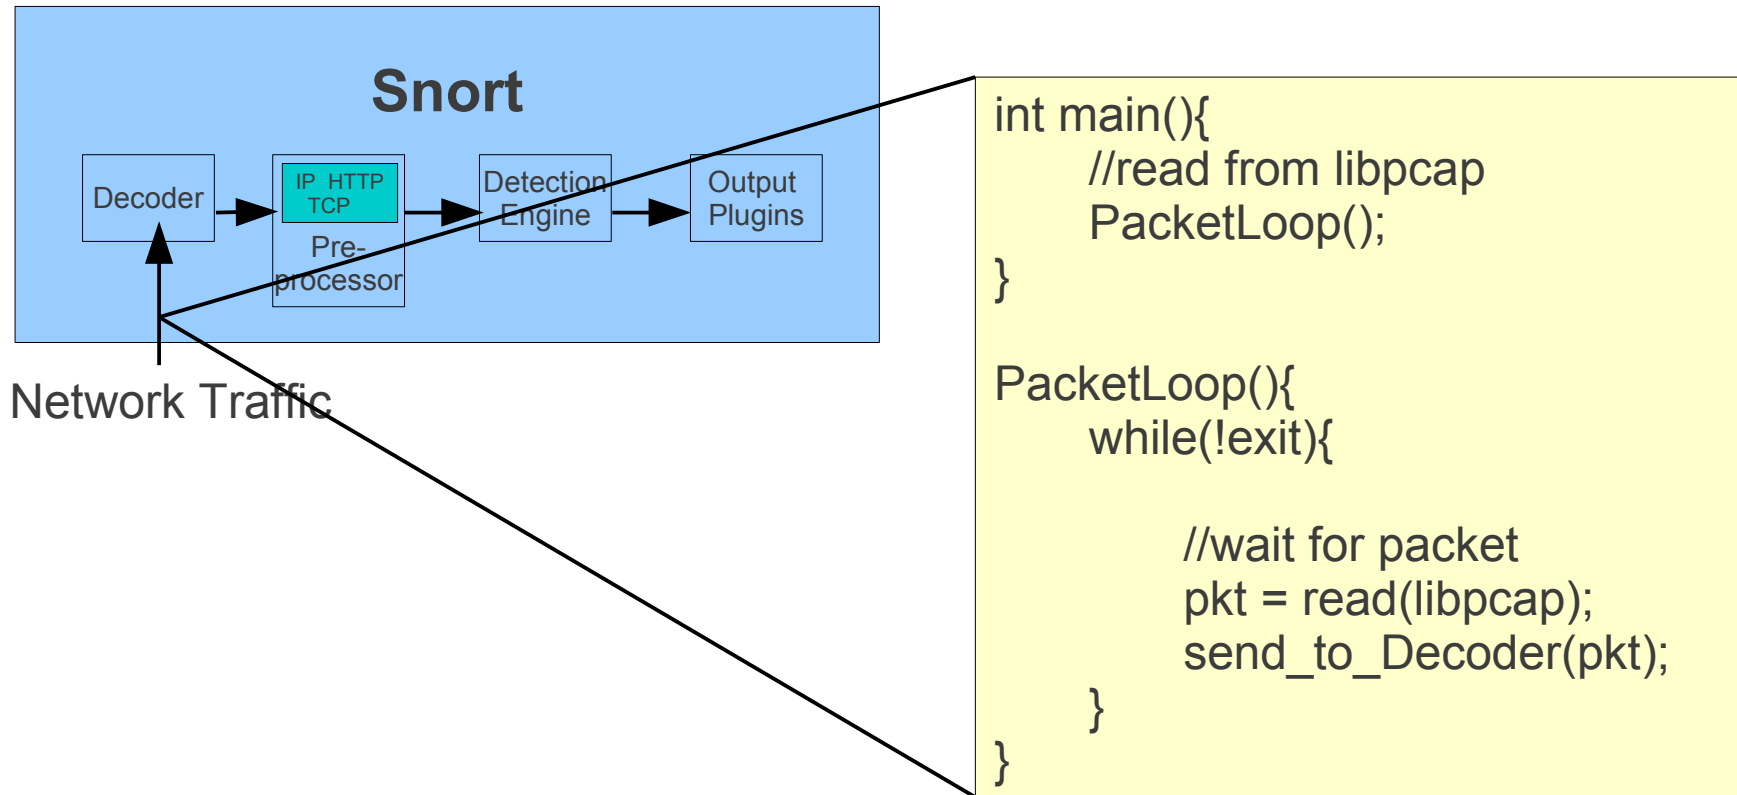 Snort
Decoder
IP HTTP
TCP
Pre-
processor
Detection
Engine
Output
Plugins
Network Traffic
int main(){
//read from libpcap
PacketLoop();
}
PacketLoop(){
while(!exit){
//wait for packet
pkt = read(libpcap);
send_to_Decoder(pkt);
}
}